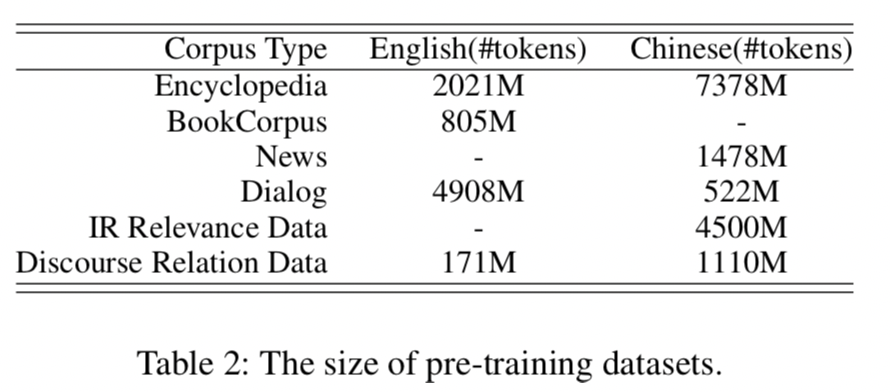 Corpus Type English(#tokens) Chinese(#tokens)
Encyclopedia 2021M 7378M
BookCorpus 805M -
News - 1478M
Dialog 4908M 522M
IR Relevance Data - 4500M
Discourse Relation Data 171M 1110M
Table 2: The size of pre-training datasets.